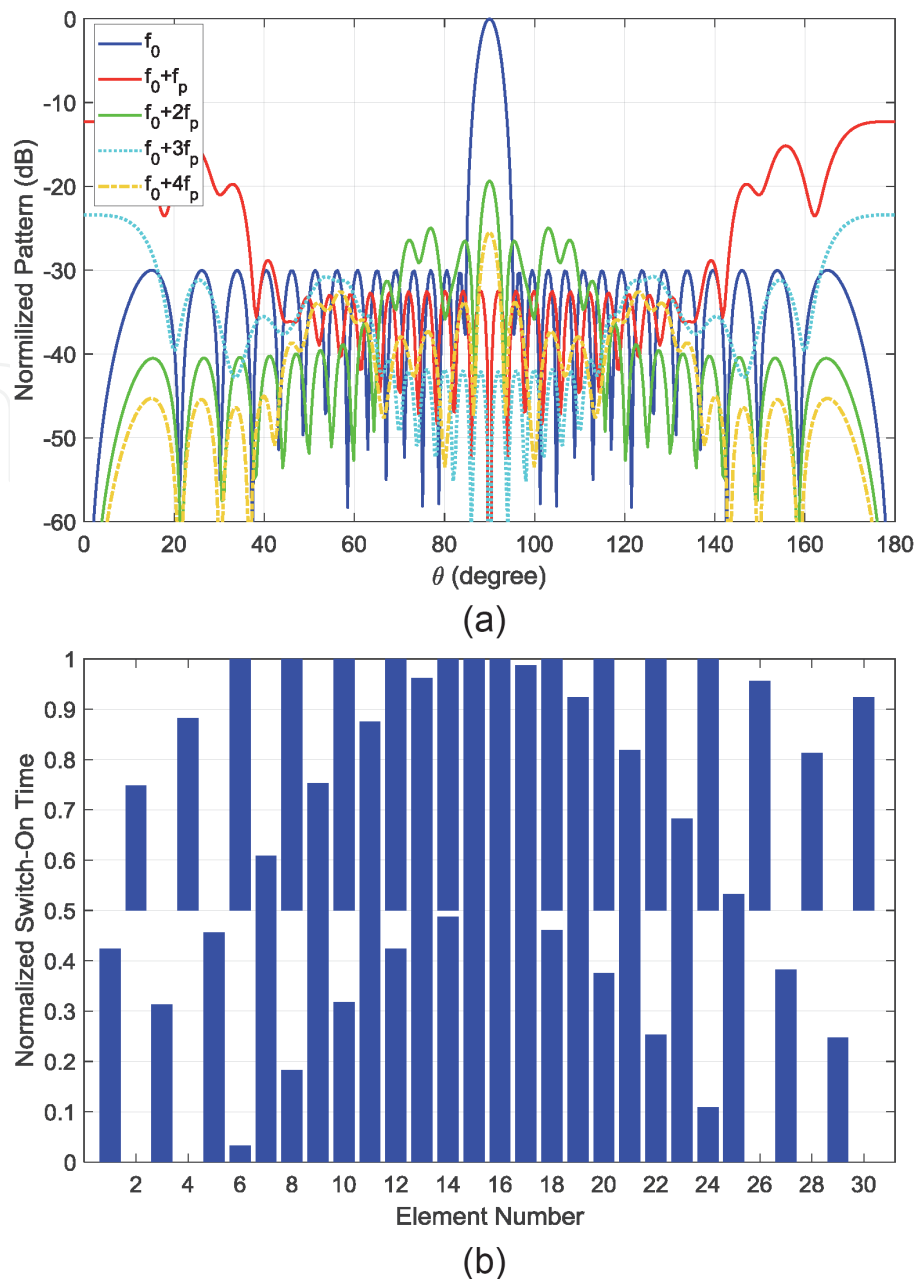 0
-10
-20
-30
-40
-50
-60
Normilized Pattern (dB)
f0
f0+fp
f0+2fp
f0+3fp
f0+4fp
0 20 40 60 80 100 120 140 160 180
θ (degree)
(a)
1
0.9
0.8
0.7
0.6
0.5
0.4
0.3
0.2
0.1
0
Normalized Switch-On Time
2 4 6 8 10 12 14 16 18 20 22 24 26 28 30
Element Number
(b)